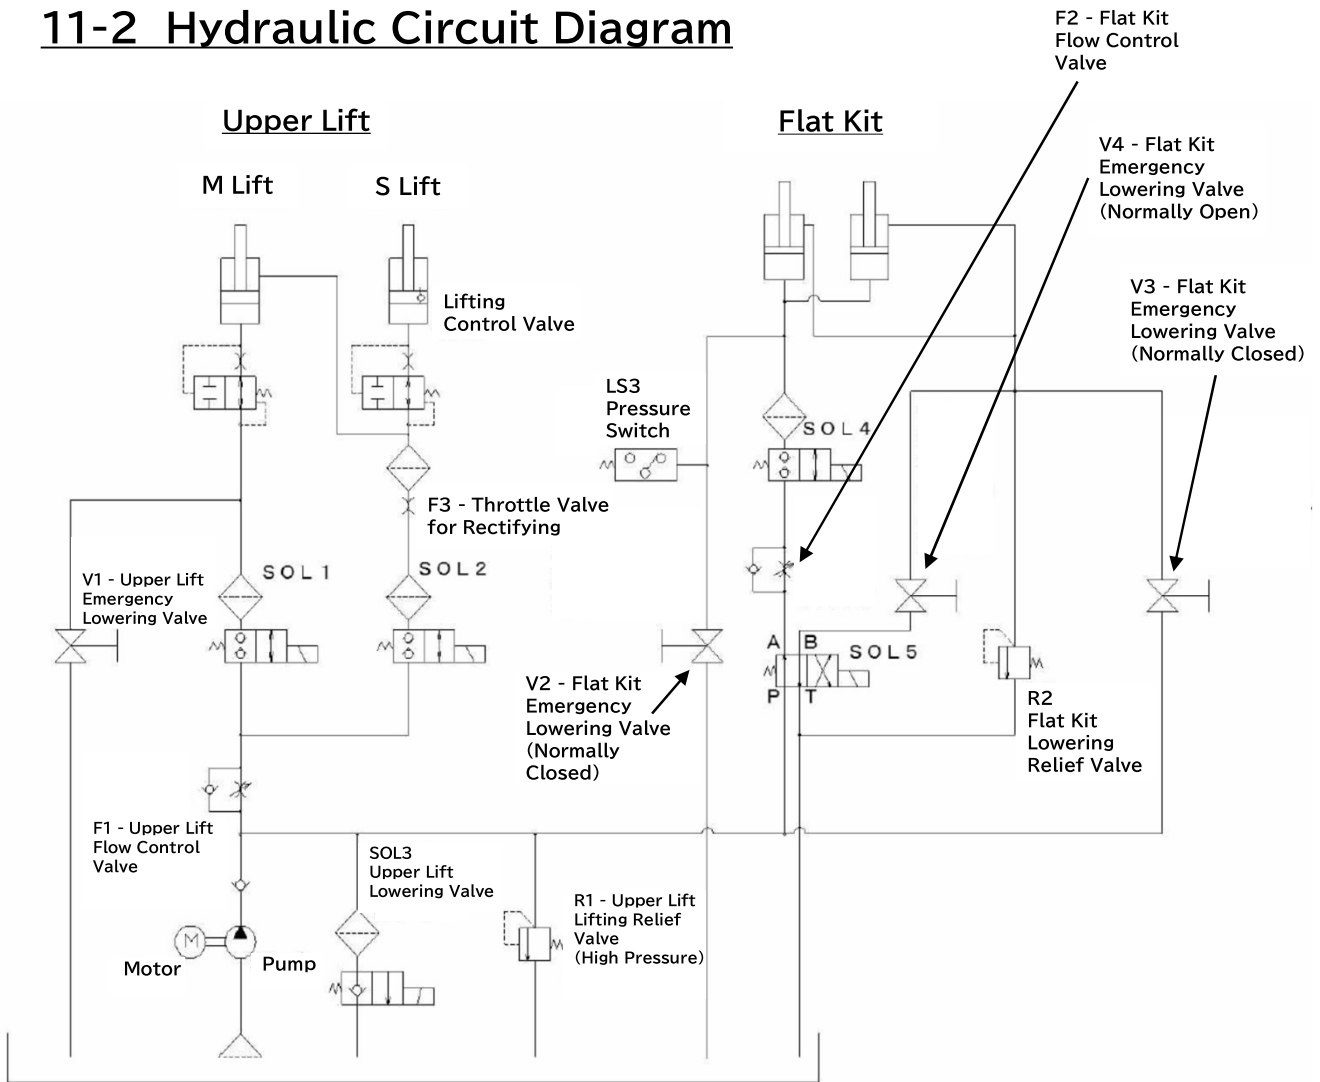 11-2 Hydraulic Circuit Diagram
F2 - Flat Kit
Flow Control
Valve
Upper Lift
Flat Kit
V4 - Flat Kit
Emergency
Lowering Valve
(Normally Open)
M Lift
S Lift
V3 - Flat Kit
Emergency
Lowering Valve
(Normally Closed)
Lifting
Control Valve
LS3
Pressure
Switch
SOL4
F3 - Throttle Valve
for Rectifying
V1 - Upper Lift
Emergency
Lowering Valve
SOL1
SOL2
A B
SOL5
P T
V2 - Flat Kit
Emergency
Lowering Valve
(Normally
Closed)
R2
Flat Kit
Lowering
Relief Valve
F1 - Upper Lift
Flow Control
Valve
SOL3
Upper Lift
Lowering Valve
R1 - Upper Lift
Lifting Relief
Valve
(High Pressure)
M
Motor
Pump